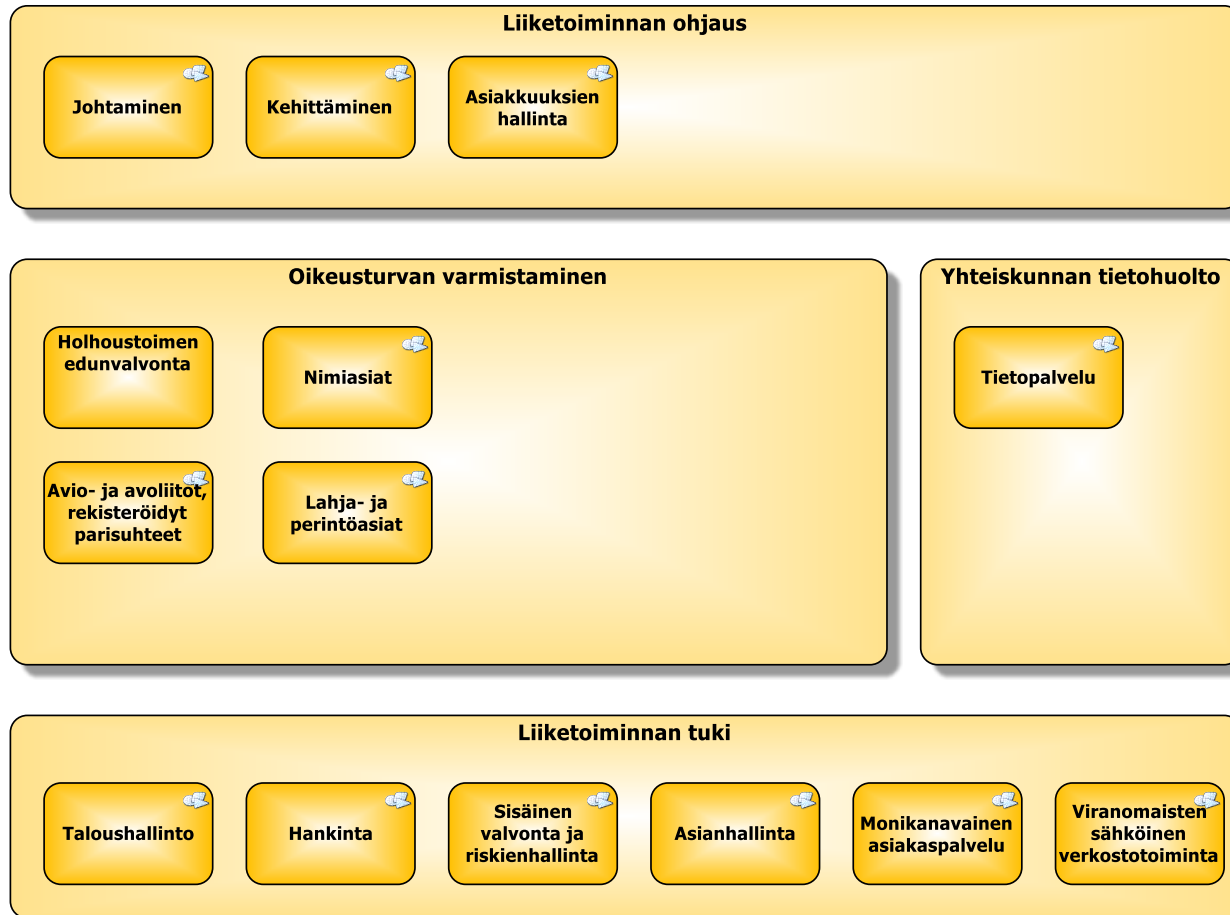 Liiketoiminnan ohjaus
Johtaminen
Kehittäminen
Asiakkuuksien
hallinta
Oikeusturvan varmistaminen
Holhoustoimen
edunvalvonta
Nimiasiat
Avio- ja avoliitot,
rekisteröidyt
parisuhteet
Lahja- ja
perintöasiat
Yhteiskunnan tietohuolto
Tietopalvelu
Liiketoiminnan tuki
Taloushallinto
Hankinta
Sisäinen
valvonta ja
riskienhallinta
Asianhallinta
Monikanavainen
asiakaspalvelu
Viranomaisten
sähköinen
verkostotoiminta